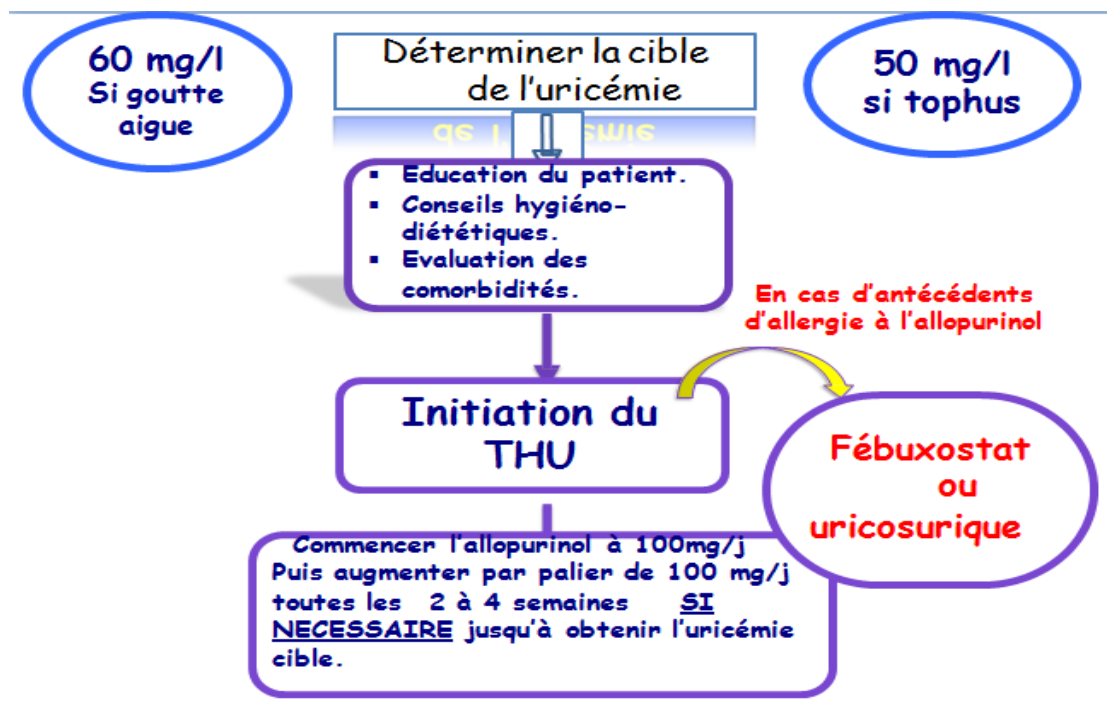 60 mg/l
Si goutte
aigue
Déterminer la cible
de l'uricémie
50 mg/l
si tophus
▪ Education du patient.
▪ Conseils hygiéno-
diététiques.
▪ Evaluation des
comorbidités.
En cas d'antécédents
d'allergie à l'allopurinol
Initiation du
THU
Fébuxostat
ou
uricosurique
Commencer l'allopurinol à 100mg/j
Puis augmenter par palier de 100 mg/j
toutes les 2 à 4 semaines SI
NECESSAIRE jusqu'à obtenir l'uricémie
cible.